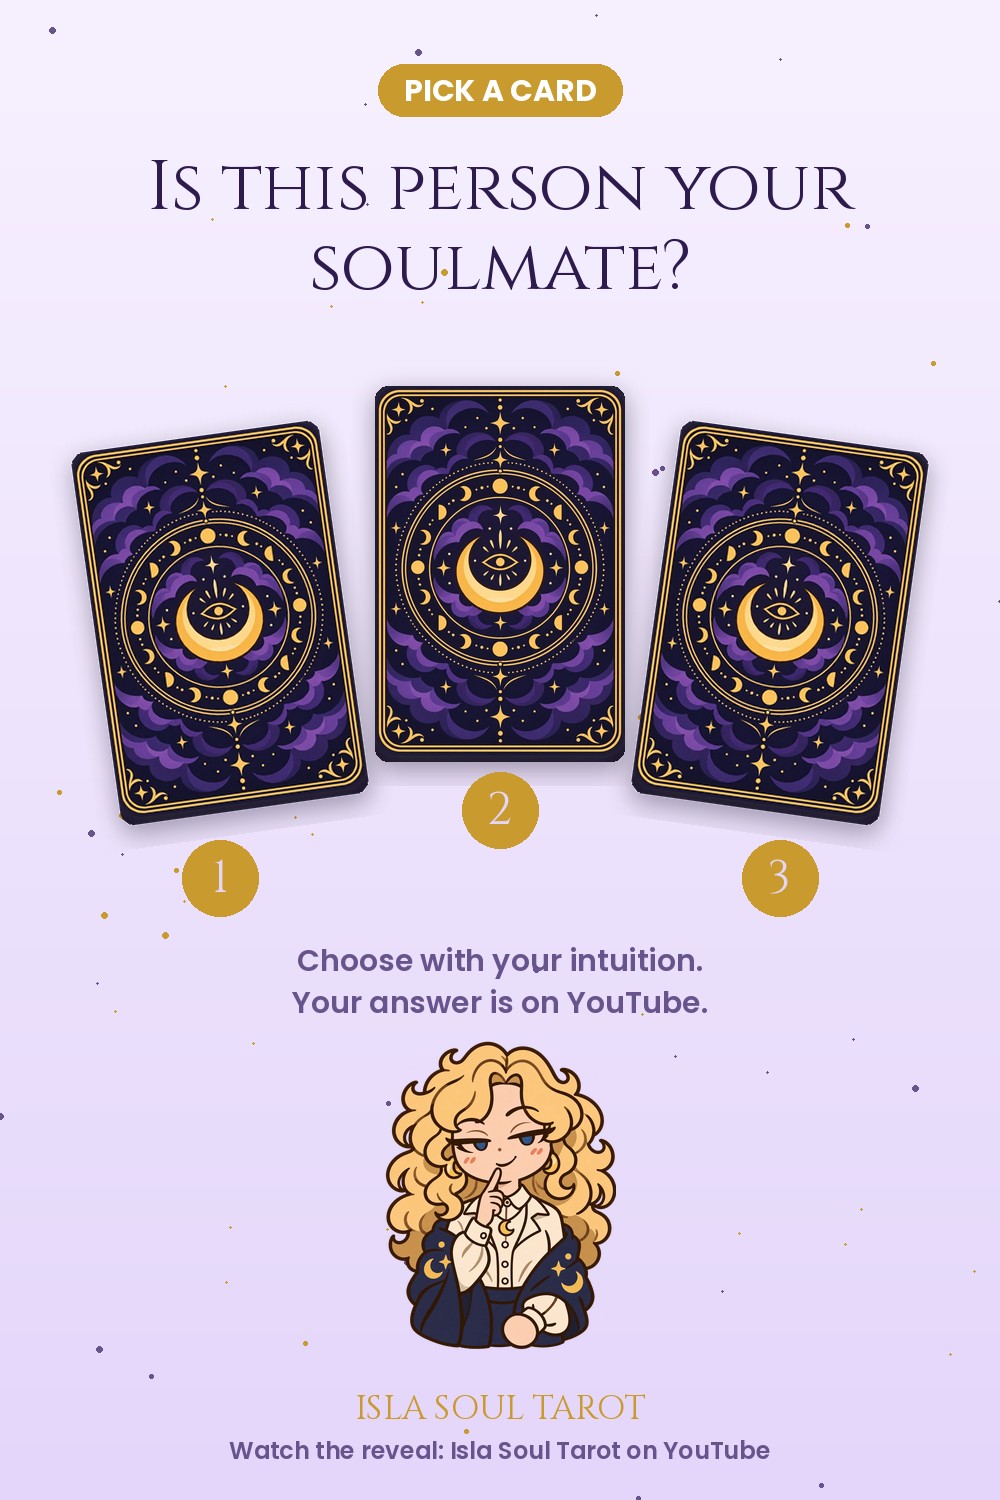 PICK A CARD
Is this person your
soulmate?
2
1
3
Choose with your intuition.
Your answer is on YouTube.
ISLA SOUL TAROT
Watch the reveal: Isla Soul Tarot on YouTube